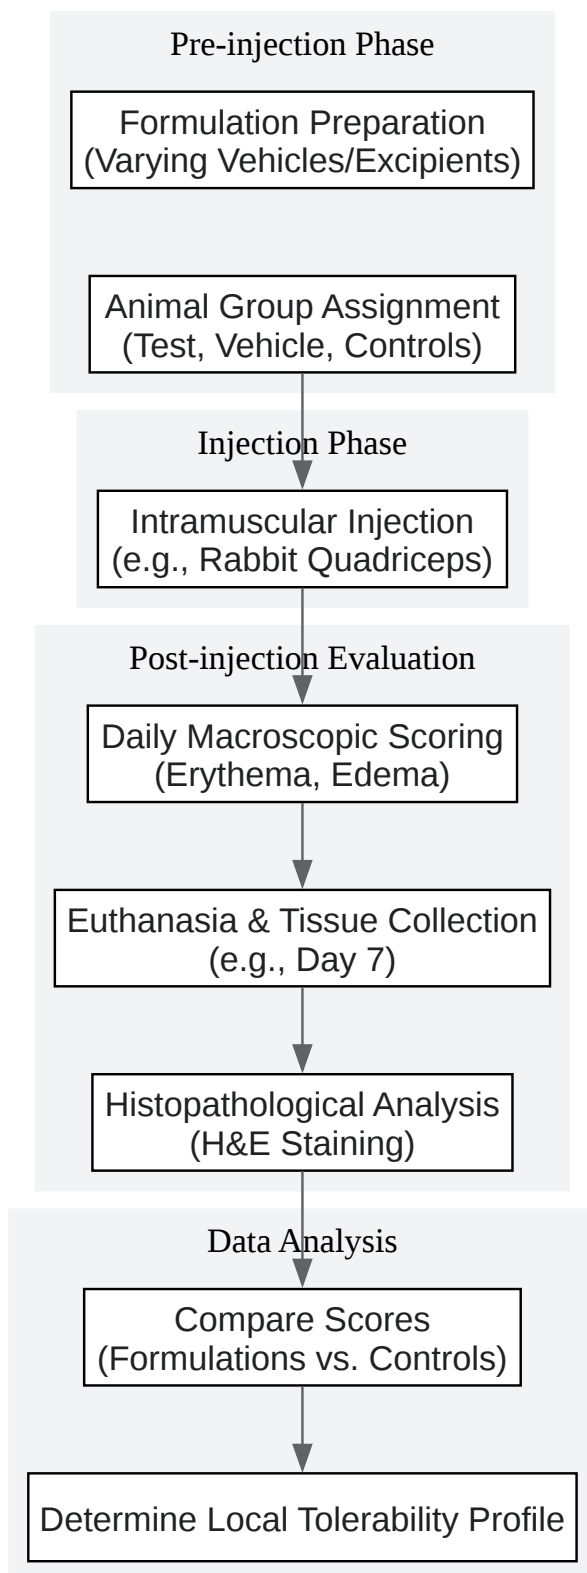 Pre-injection Phase
Formulation Preparation
(Varying Vehicles/Excipients)
Animal Group Assignment
(Test, Vehicle, Controls)
Injection Phase
Intramuscular Injection
(e.g., Rabbit Quadriceps)
Post-injection Evaluation
Daily Macroscopic Scoring
(Erythema, Edema)
Euthanasia & Tissue Collection
(e.g., Day 7)
Histopathological Analysis
(H&E Staining)
Data Analysis
Compare Scores
(Formulations vs. Controls)
Determine Local Tolerability Profile